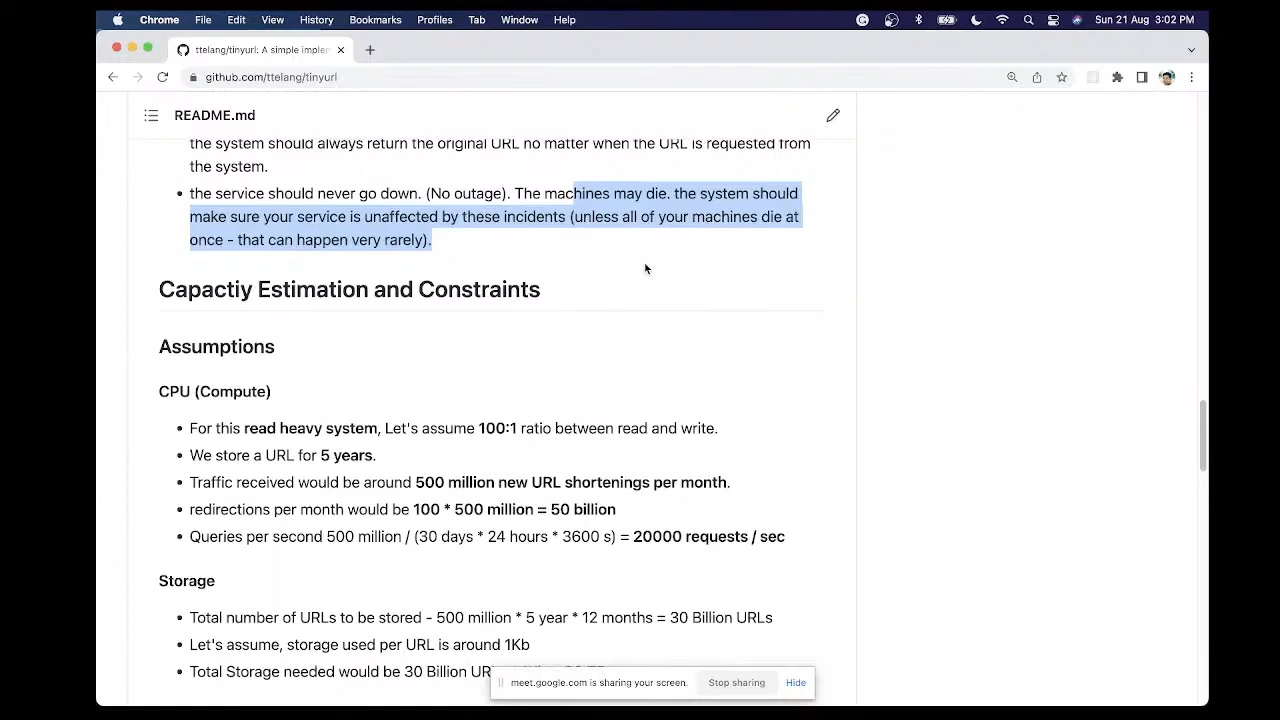 Chrome File Edit View History Bookmarks Profiles Tab Window Help Sun 21 Aug 3:02 PM
ttelang/tinyurl: A simple implem
github.com/ttelang/tinyurl
README.md
the system should always return the original URL no matter when the URL is requested from
the system.
• the service should never go down. (No outage). The machines may die. the system should
make sure your service is unaffected by these incidents (unless all of your machines die at
once - that can happen very rarely).
Capactiy Estimation and Constraints
Assumptions
CPU (Compute)
• For this read heavy system, Let's assume 100:1 ratio between read and write.
• We store a URL for 5 years.
• Traffic received would be around 500 million new URL shortenings per month.
• redirections per month would be 100 * 500 million = 50 billion
• Queries per second 500 million / (30 days * 24 hours * 3600 s) = 20000 requests / sec
Storage
• Total number of URLs to be stored - 500 million * 5 year * 12 months = 30 Billion URLs
• Let's assume, storage used per URL is around 1Kb
• Total Storage needed would be 30 Billion
meet.google.com is sharing your screen. Stop sharing Hide